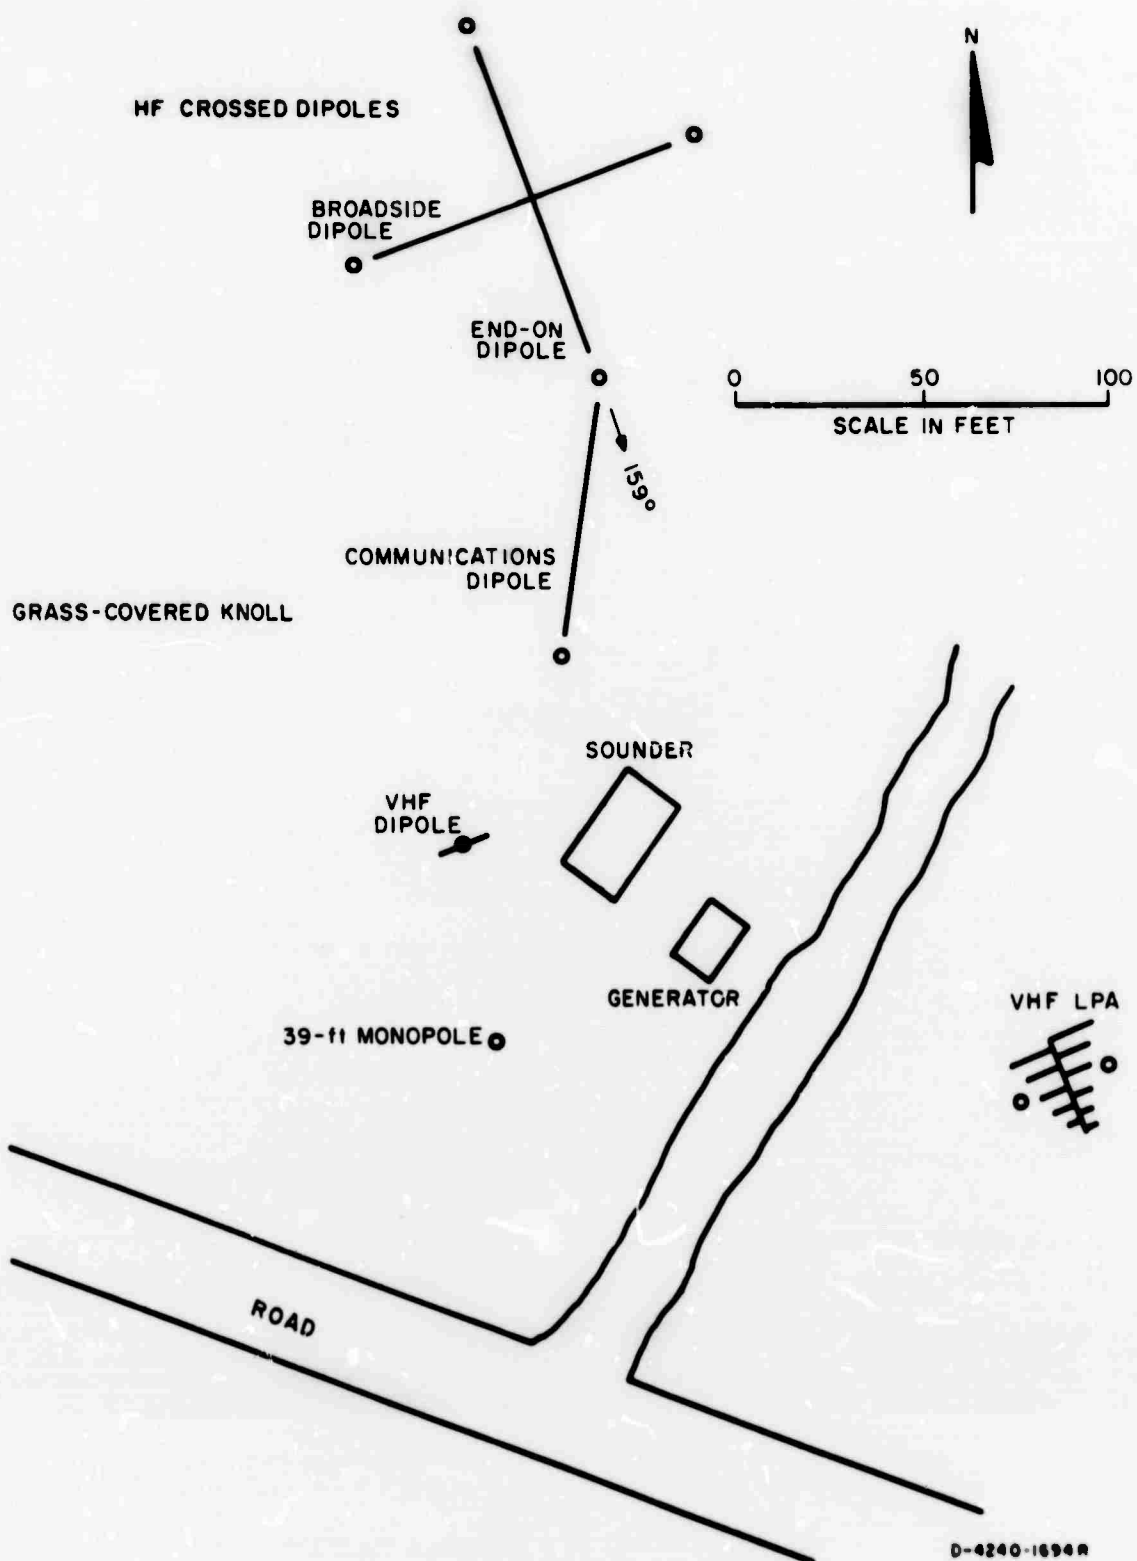 N
HF CROSSED DIPOLES
BROADSIDE
DIPOLE
END-ON
DIPOLE
0 50 100
SCALE IN FEET
159°
COMMUNICATIONS
DIPOLE
GRASS-COVERED KNOLL
SOUNDER
VHF
DIPOLE
GENERATOR
VHF LPA
39-ft MONOPOLE
ROAD
D-4240-1694R